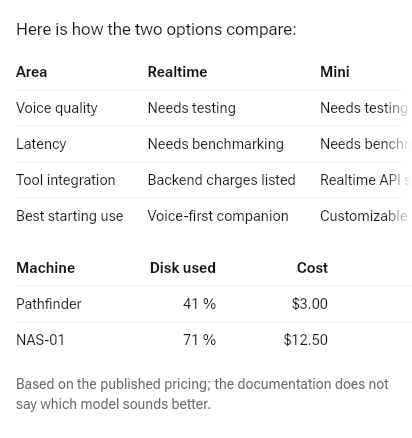 Here is how the two options compare:
Area Realtime Mini
Voice quality Needs testing Needs testing
Latency Needs benchmarking Needs
Tool integration Backend charges listed Realtime API
Best starting use Voice-first companion Customizable
Machine Disk used Cost
Pathfinder 41 % $3.00
NAS-01 71 % $12.50
Based on the published pricing; the documentation does not
say which model sounds better.